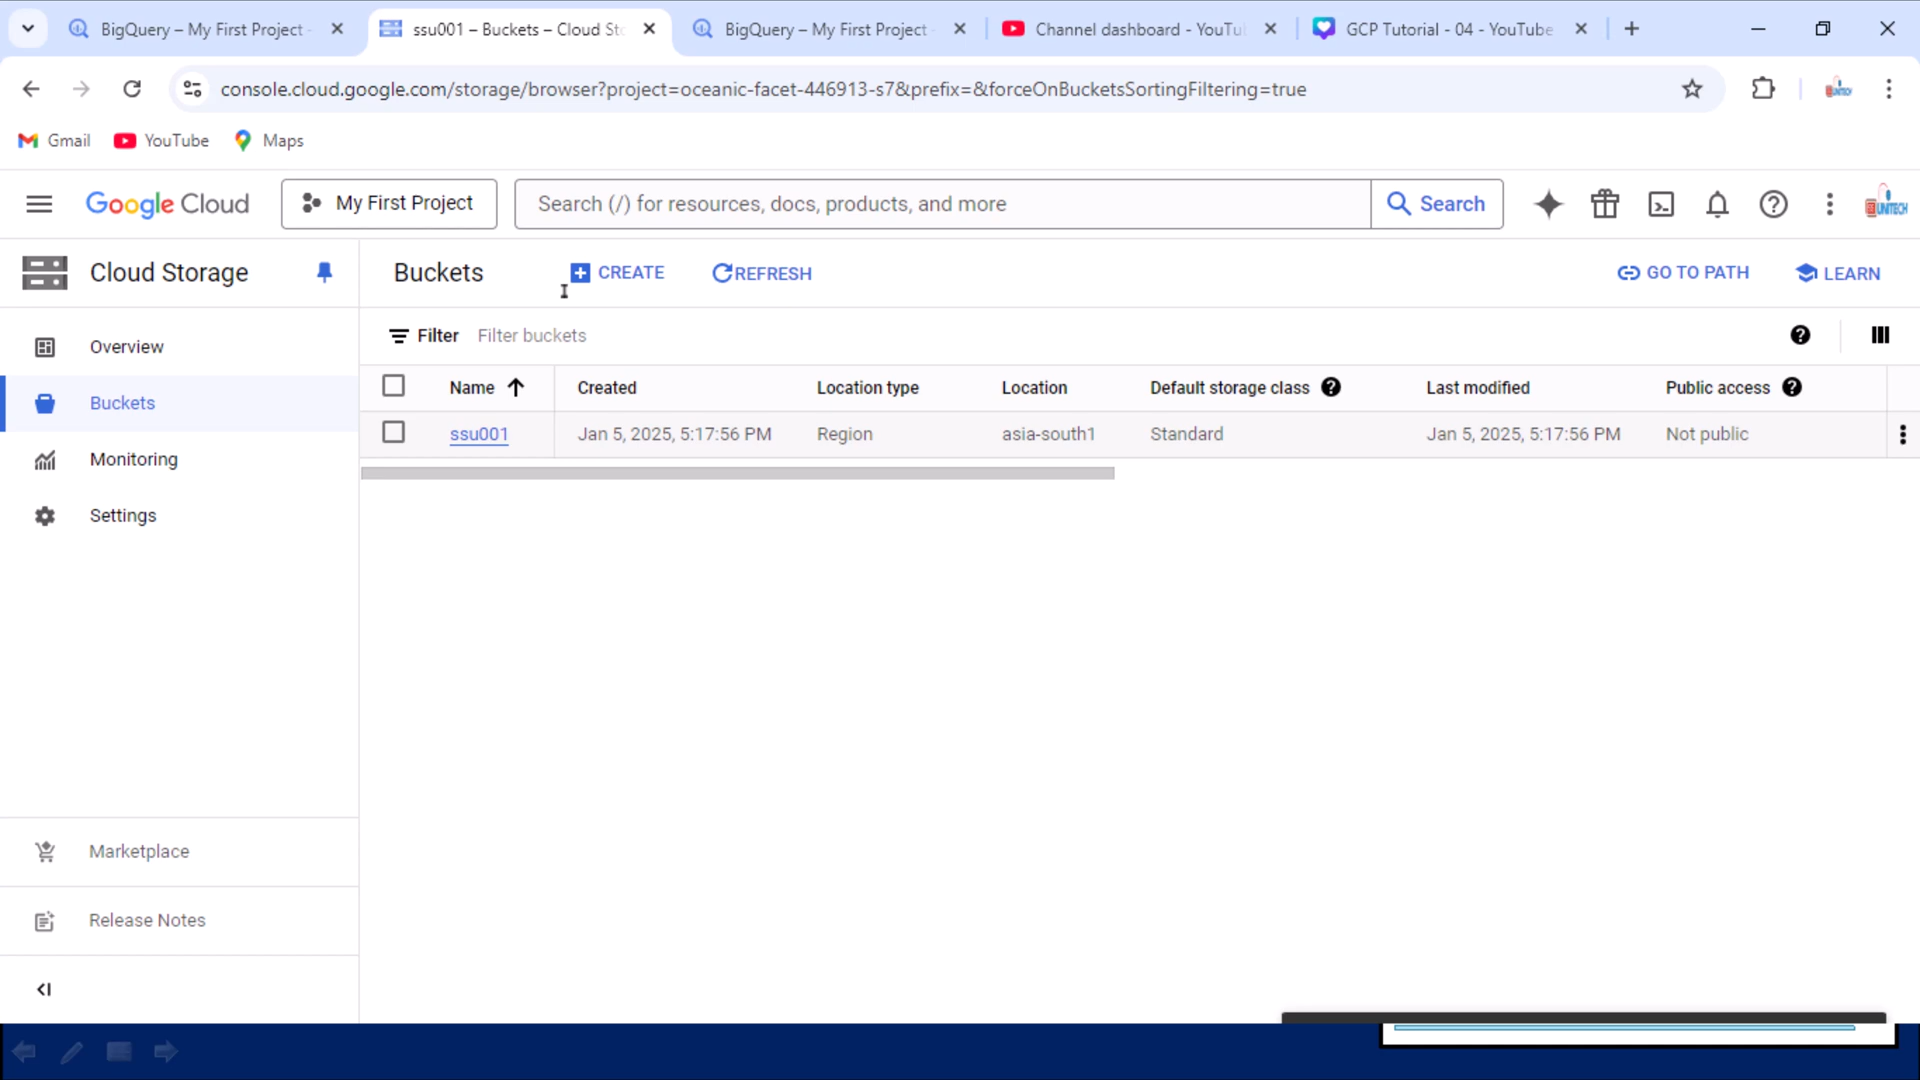 BigQuery – My First Project -
ssu001 – Buckets – Cloud Sto
BigQuery – My First Project -
Channel dashboard - YouTu
GCP Tutorial - 04 - YouTube
console.cloud.google.com/storage/browser?project=oceanic-facet-446913-s7&prefix=&forceOnBucketsSortingFiltering=true
Gmail YouTube Maps
Google Cloud My First Project Search (/) for resources, docs, products, and more Search UNITECH
Cloud Storage Buckets CREATE REFRESH GO TO PATH LEARN
Overview
Buckets
Monitoring
Settings
Marketplace
Release Notes
Filter Filter buckets
Name Created Location type Location Default storage class Last modified Public access
ssu001 Jan 5, 2025, 5:17:56 PM Region asia-south1 Standard Jan 5, 2025, 5:17:56 PM Not public